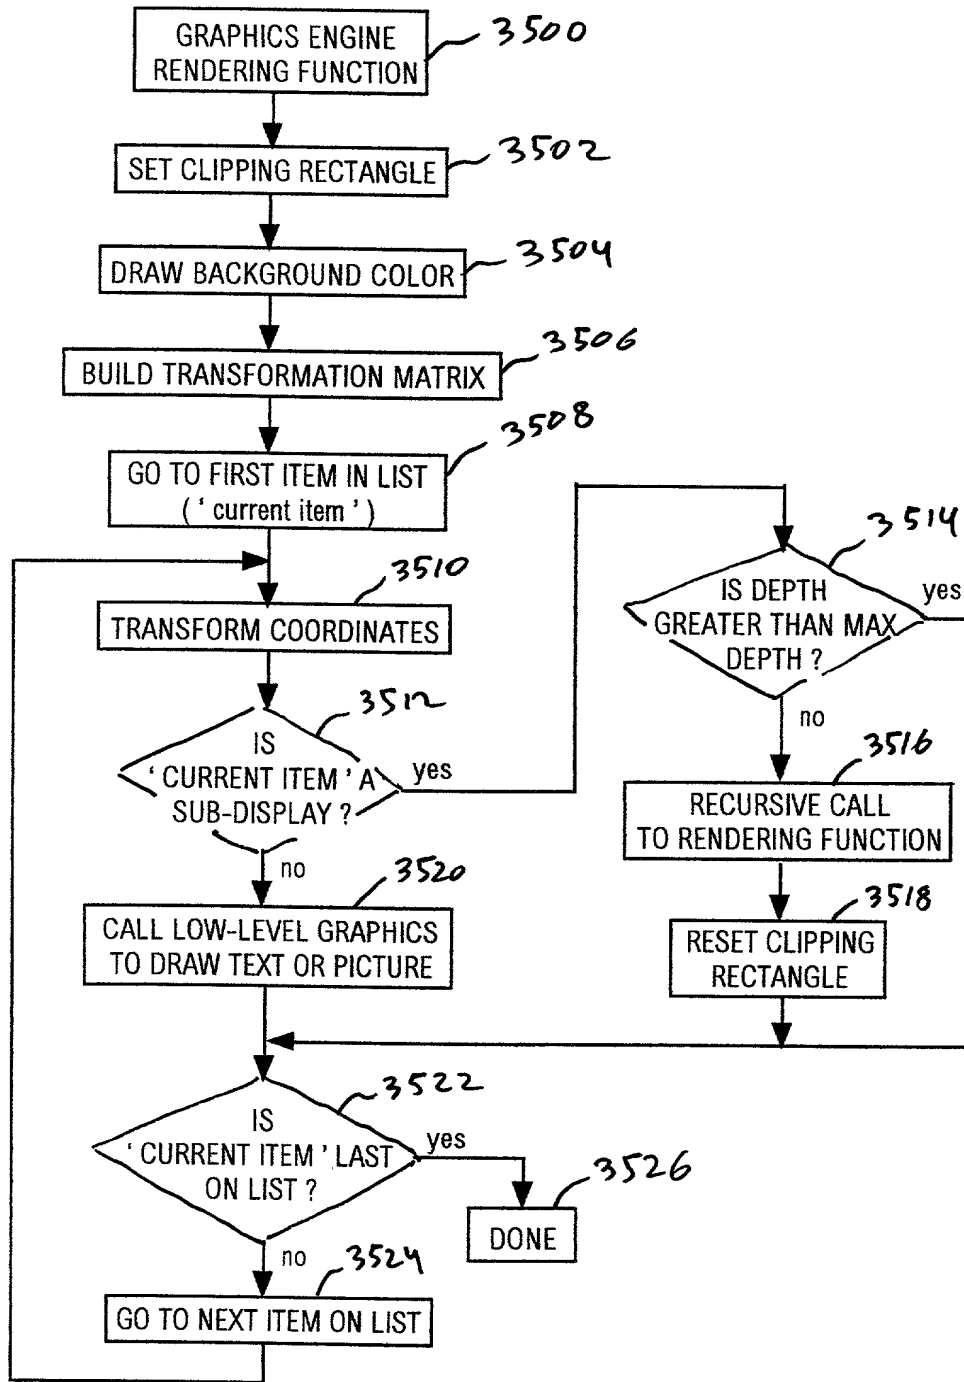 GRAPHICS ENGINE
RENDERING FUNCTION
3500
SET CLIPPING RECTANGLE
3502
DRAW BACKGROUND COLOR
3504
BUILD TRANSFORMATION MATRIX
3506
GO TO FIRST ITEM IN LIST
( ' current item ' )
3508
TRANSFORM COORDINATES
3510
IS
' CURRENT ITEM ' A
SUB-DISPLAY ?
3512
yes
no
IS DEPTH
GREATER THAN MAX
DEPTH ?
3514
yes
no
RECURSIVE CALL
TO RENDERING FUNCTION
3516
RESET CLIPPING
RECTANGLE
3518
CALL LOW-LEVEL GRAPHICS
TO DRAW TEXT OR PICTURE
3520
IS
' CURRENT ITEM ' LAST
ON LIST ?
3522
yes
no
DONE
3526
GO TO NEXT ITEM ON LIST
3524